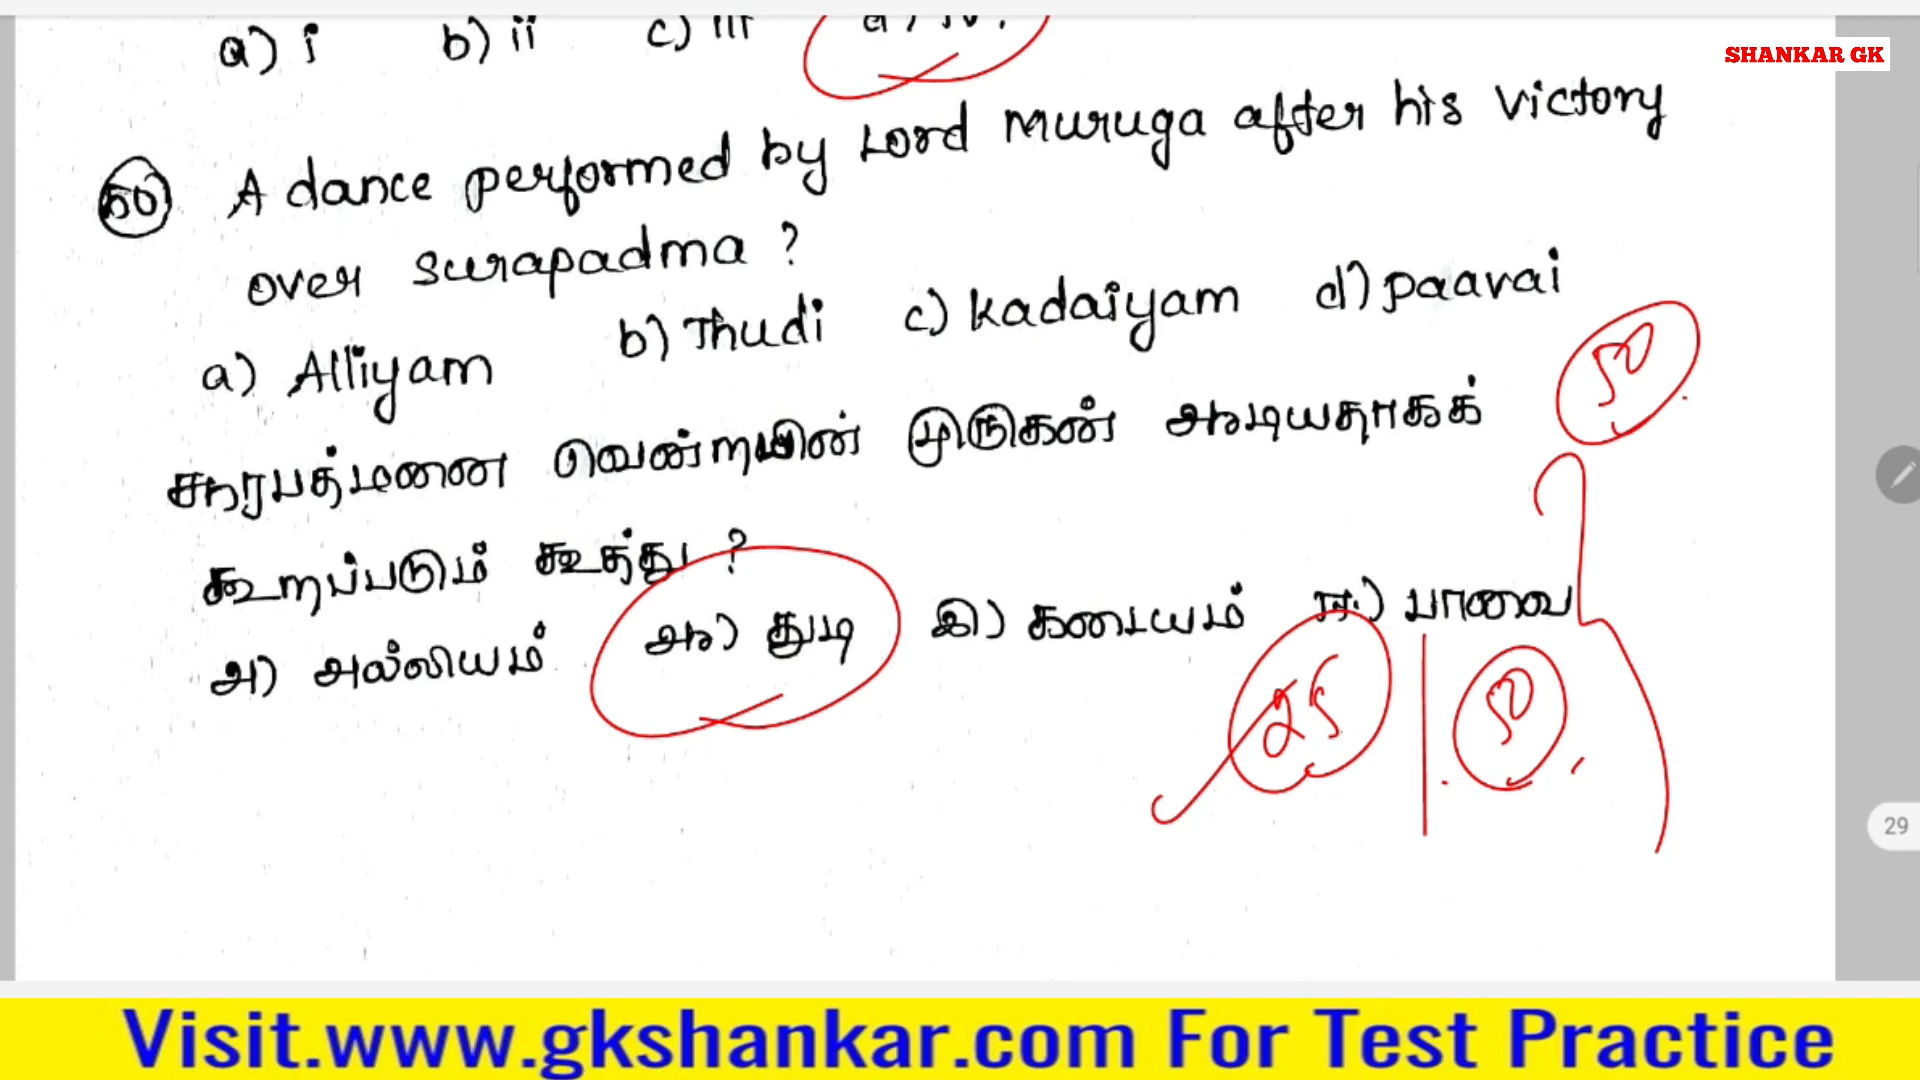 a) i b) ii c) iii d) iv.
SHANKAR GK
50 A dance performed by Lord Muruga after his victory
over Surapadma ?
a) Alliyam b) Thudi c) Kadaiyam d) paavai
50
சூரபத்மனை வென்றபின் முருகன் ஆடியதாகக்
கூறப்படும் கூத்து ?
அ) அல்லியம் ஆ) துடி இ) கடையம் ஈ) பாவை
25 | 50
29
Visit.www.gkshankar.com For Test Practice